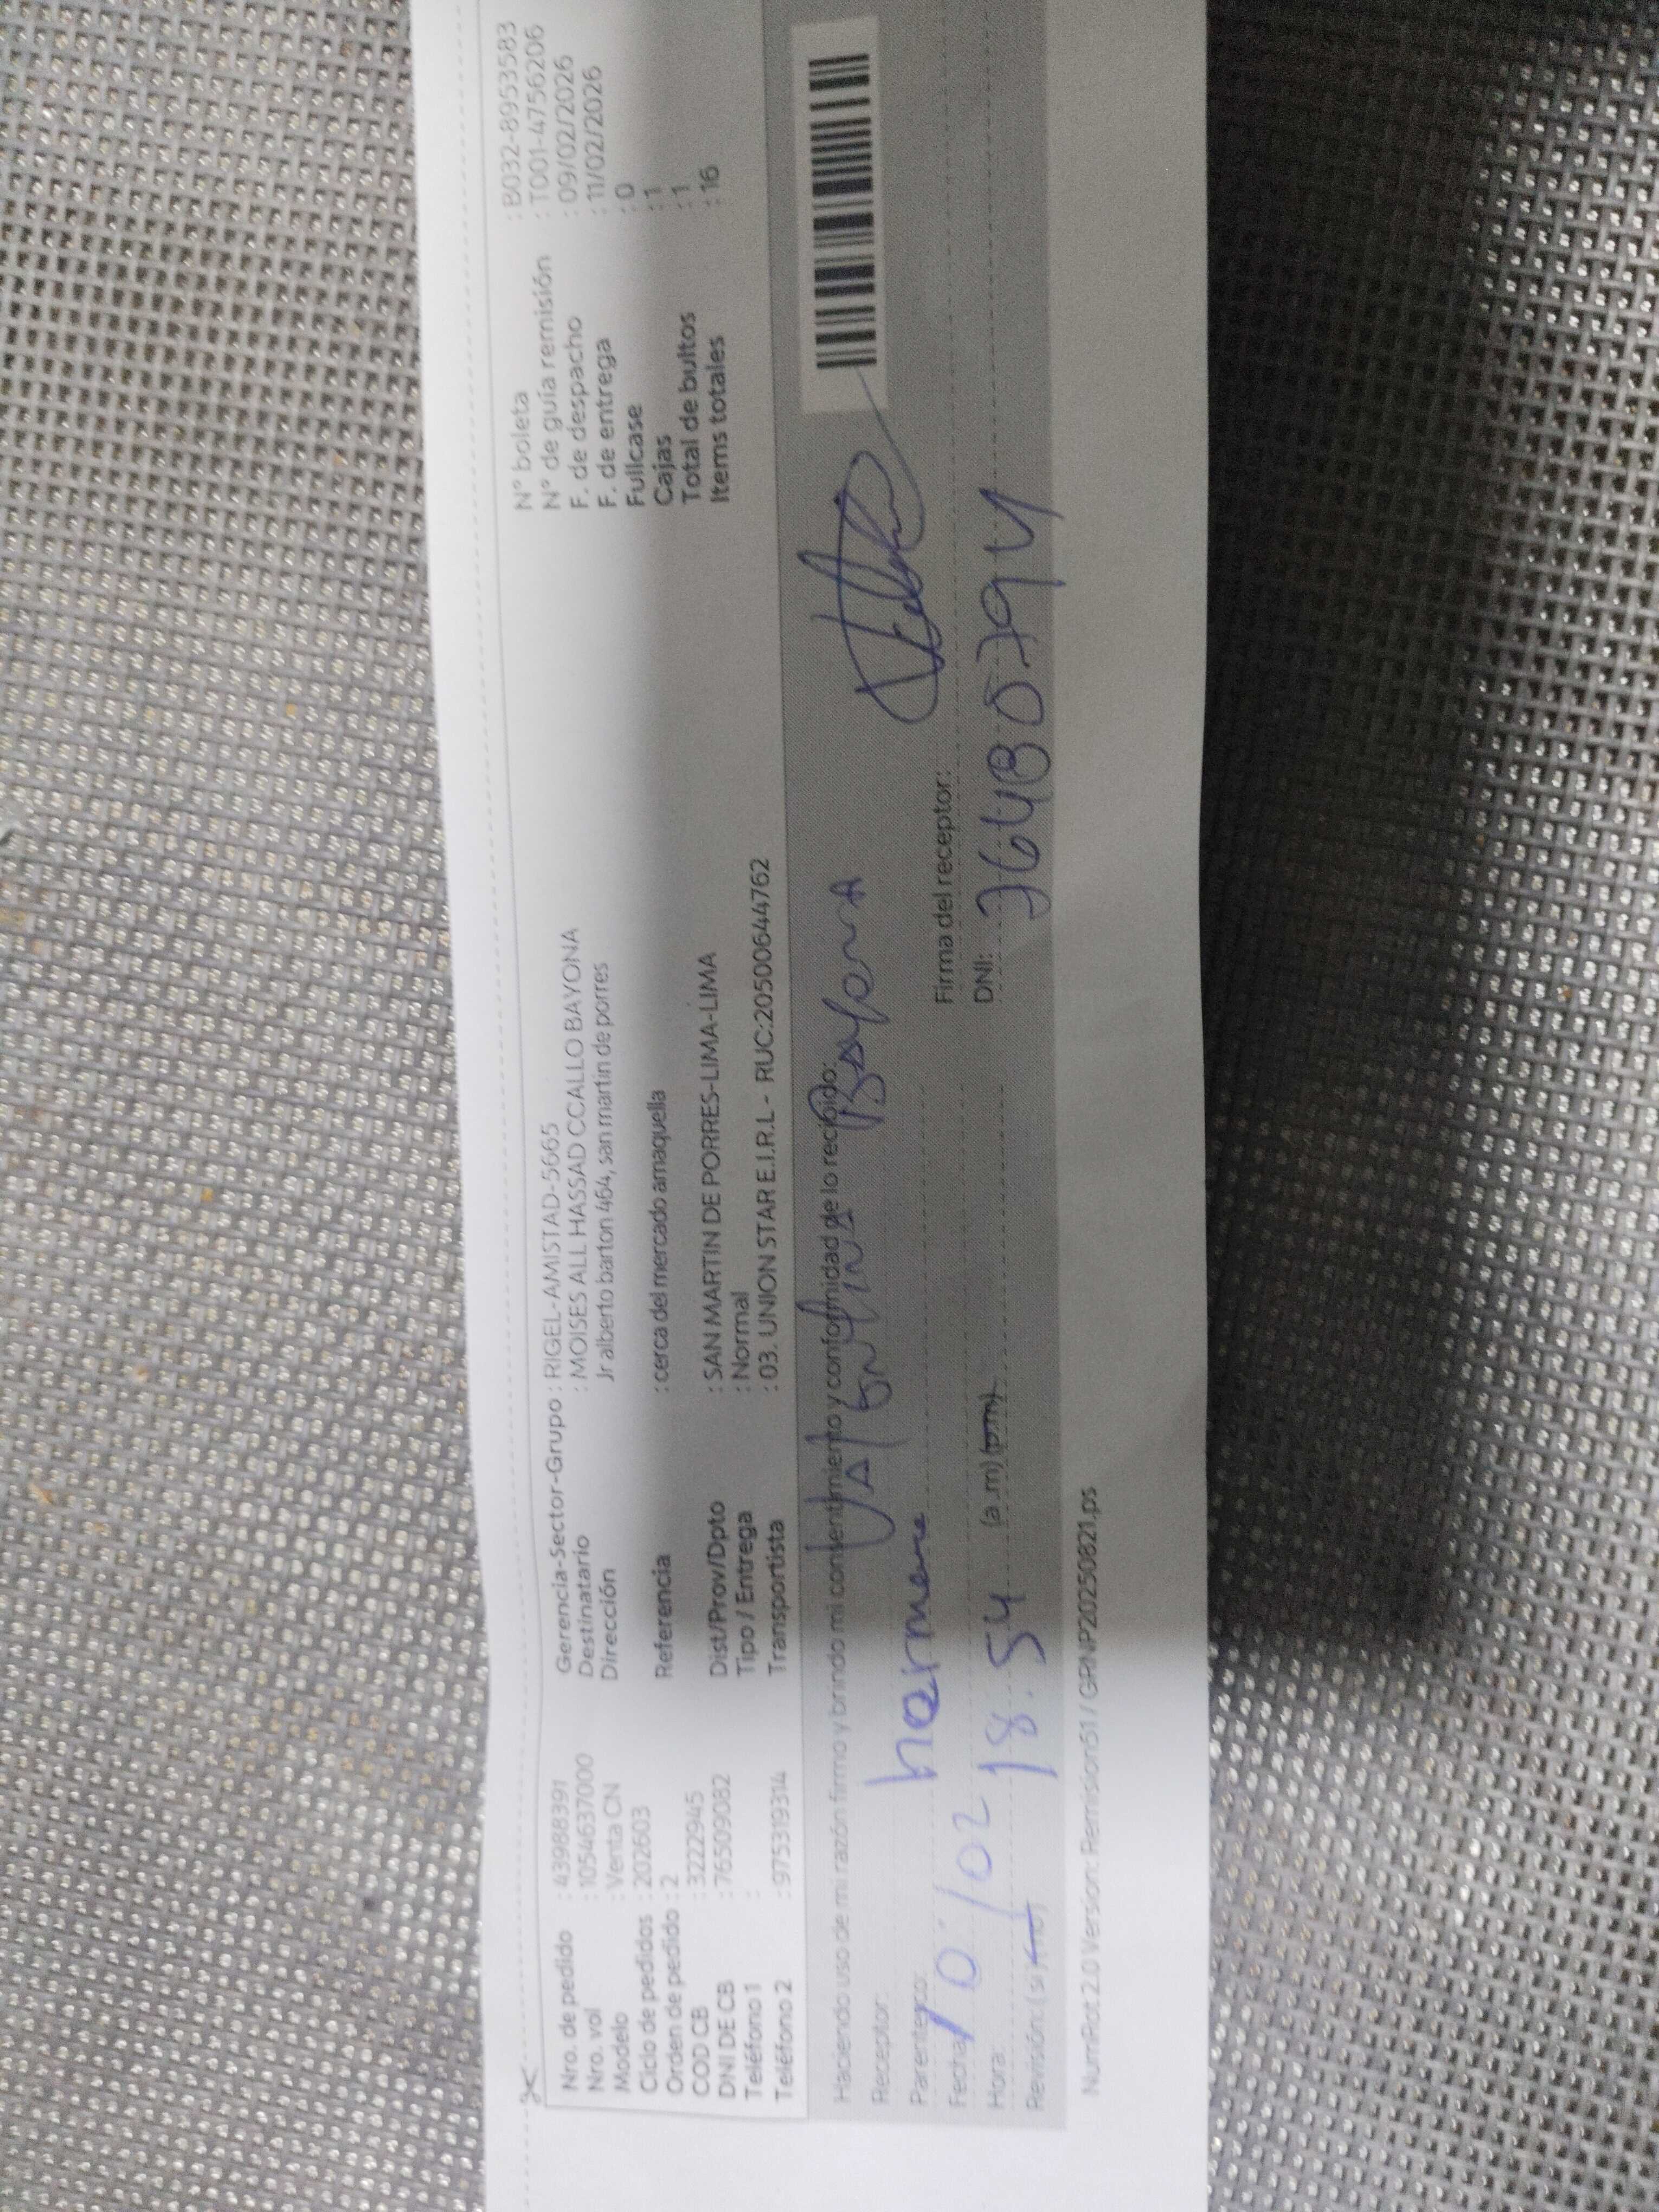 Nro. de pedido : 439888391
Nro. vol : 1054637000
Modelo : Venta CN
Ciclo de pedidos : 202603
Orden de pedido : 2
COD CB : 3222945
DNI DE CB : 76509082
Teléfono 1 :
Teléfono 2 : 975319314
Gerencia-Sector-Grupo : RIGEL-AMISTAD-5665
Destinatario : MOISES ALL HASSAD CCALLO BAYONA
Dirección Jr alberto barton 464, san martin de porres
Referencia : cerca del mercado amaquella
Dist/Prov/Dpto : SAN MARTIN DE PORRES-LIMA-LIMA
Tipo / Entrega : Normal
Transportista : 03. UNION STAR E.I.R.L - RUC:20500644762
N° boleta : B032-89553583
N° de guía remisión : T001-47566206
F. de despacho : 09/02/2026
F. de entrega : 11/02/2026
Fullcase : 0
Cajas : 1
Total de bultos : 1
Items totales : 16
Haciendo uso de mi razón firmo y brindo mi consentimiento y conformidad de lo recibido:
Receptor: Bayona
Parentesco: hermana
Fecha: 10/02
Hora: 18:54 (a.m) (p.m)
Revisión: (si) (no)
Firma del receptor:
DNI: 76480794
NumRot 2.0 Versión: Remision51 / GRNP20250821.ps